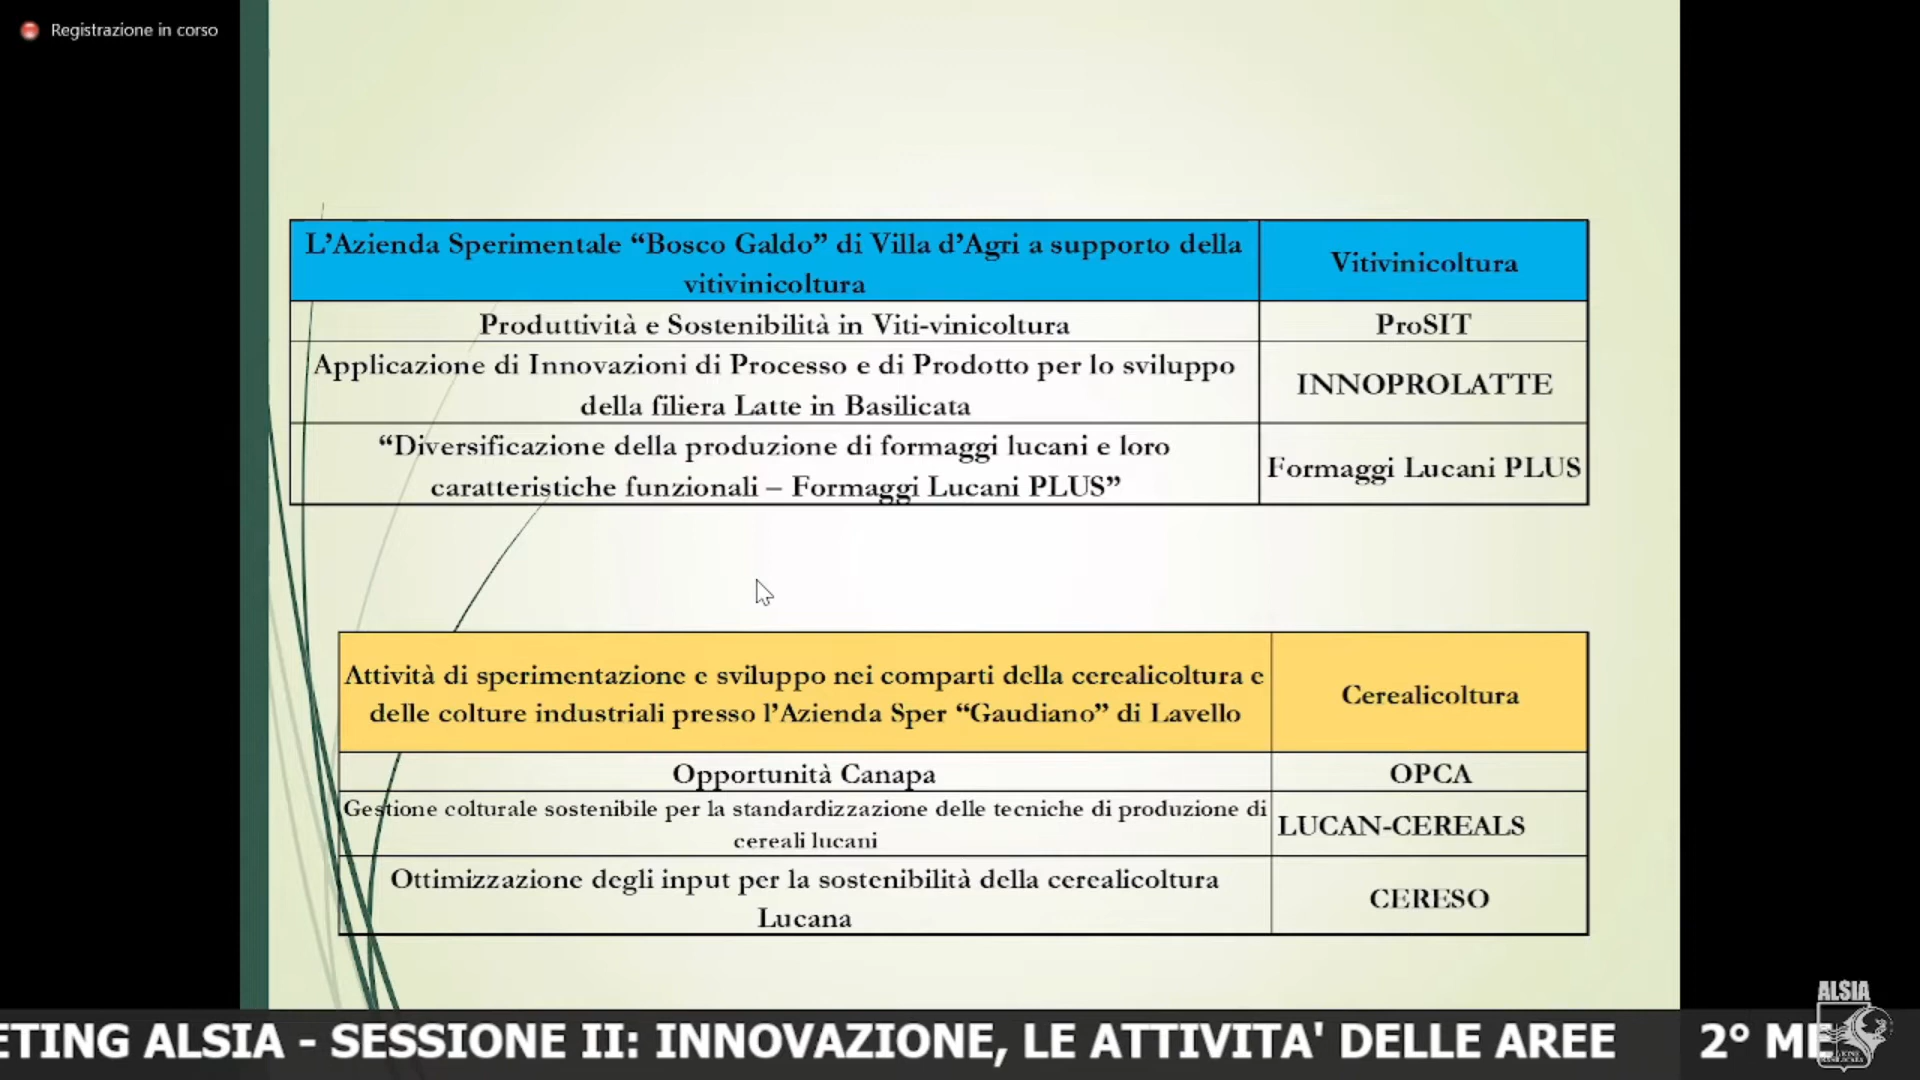 Registrazione in corso
L'Azienda Sperimentale “Bosco Galdo” di Villa d'Agri a supporto della
vitivinicoltura
Vitivinicoltura
Produttività e Sostenibilità in Viti-vinicoltura
ProSIT
Applicazione di Innovazioni di Processo e di Prodotto per lo sviluppo
della filiera Latte in Basilicata
INNOPROLATTE
“Diversificazione della produzione di formaggi lucani e loro
caratteristiche funzionali – Formaggi Lucani PLUS”
Formaggi Lucani PLUS
Attività di sperimentazione e sviluppo nei comparti della cerealicoltura e
delle colture industriali presso l'Azienda Sper “Gaudiano” di Lavello
Cerealicoltura
Opportunità Canapa
OPCA
Gestione colturale sostenibile per la standardizzazione delle tecniche di produzione di
cereali lucani
LUCAN-CEREALS
Ottimizzazione degli input per la sostenibilità della cerealicoltura
Lucana
CERESO
ALSIA
ETING ALSIA - SESSIONE II: INNOVAZIONE, LE ATTIVITA' DELLE AREE 2° ME